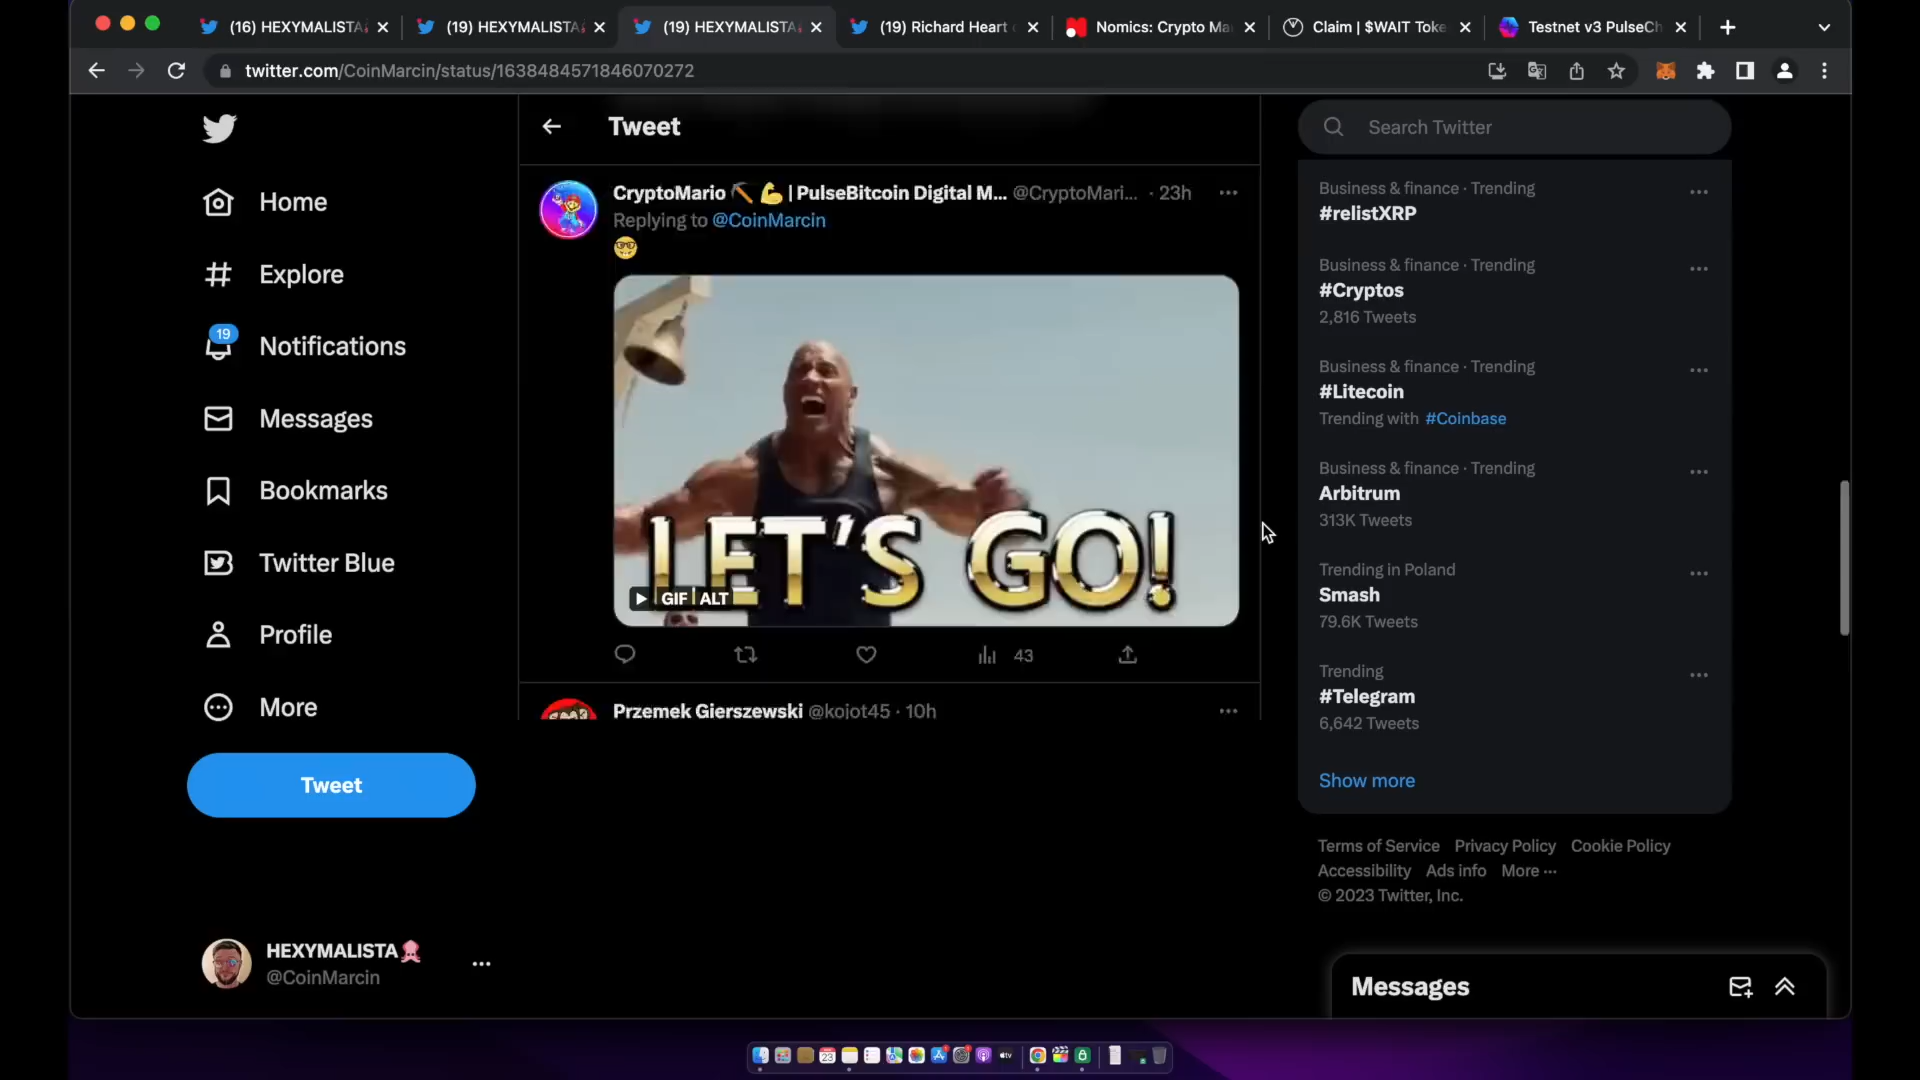 (16) HEXYMALISTA
(19) HEXYMALISTA
(19) HEXYMALISTA
(19) Richard Heart
Nomics: Crypto Ma
Claim | $WAIT Toke
Testnet v3 PulseCh
twitter.com/CoinMarcin/status/1638484571846070272
Home
Explore
19
Notifications
Messages
Bookmarks
Twitter Blue
Profile
More
Tweet
HEXYMALISTA
@CoinMarcin
Tweet
CryptoMario ⛏️ 💪 | PulseBitcoin Digital M... @CryptoMari... · 23h
Replying to @CoinMarcin
🤓
LET'S GO!
GIF ALT
43
Przemek Gierszewski @kojot45 · 10h
Search Twitter
Business & finance · Trending
#relistXRP
Business & finance · Trending
#Cryptos
2,816 Tweets
Business & finance · Trending
#Litecoin
Trending with #Coinbase
Business & finance · Trending
Arbitrum
313K Tweets
Trending in Poland
Smash
79.6K Tweets
Trending
#Telegram
6,642 Tweets
Show more
Terms of Service Privacy Policy Cookie Policy
Accessibility Ads info More ···
© 2023 Twitter, Inc.
Messages
23
tv